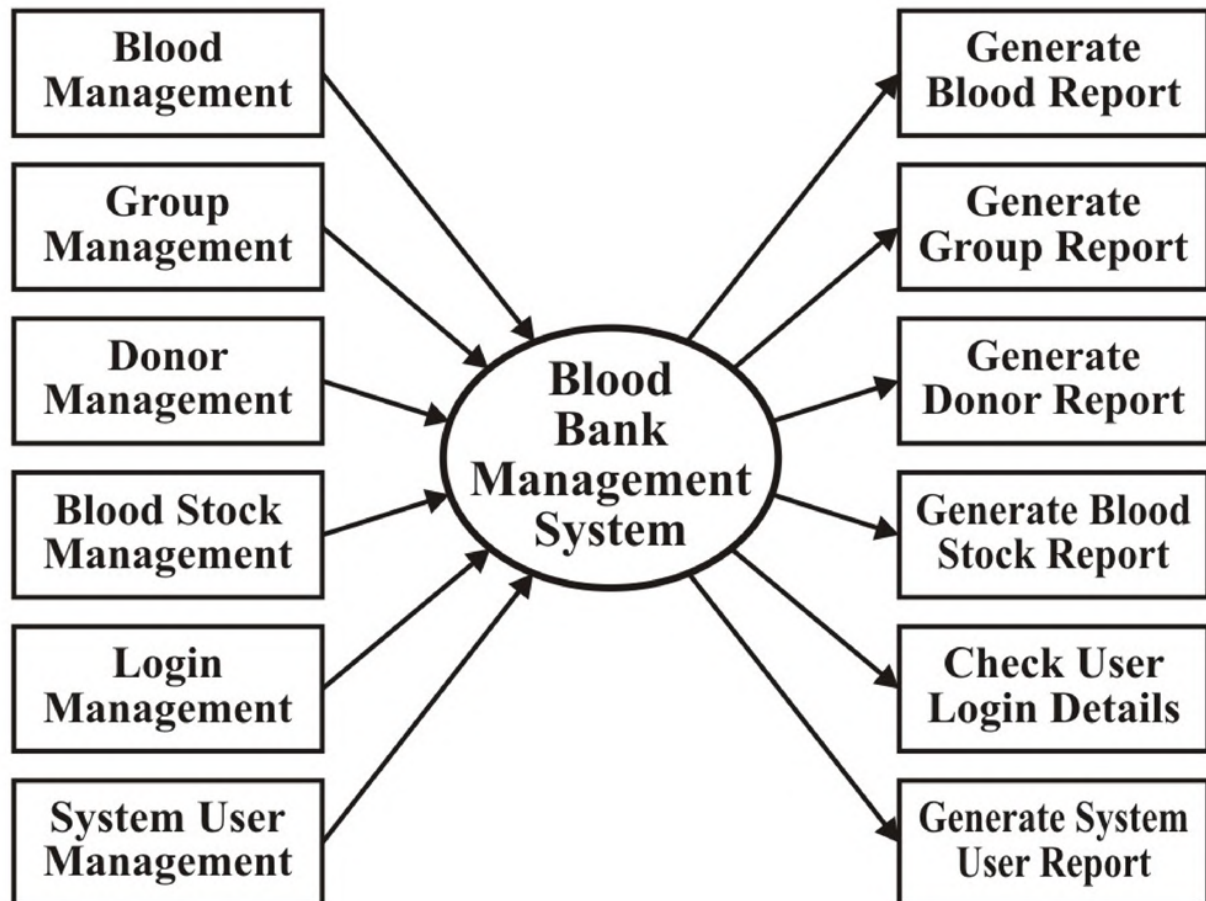 Blood
Management
Group
Management
Donor
Management
Blood Stock
Management
Login
Management
System User
Management
Blood
Bank
Management
System
Generate
Blood Report
Generate
Group Report
Generate
Donor Report
Generate Blood
Stock Report
Check User
Login Details
Generate System
User Report